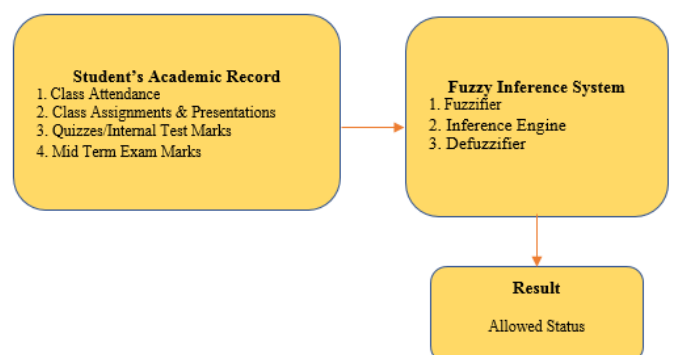 Student’s Academic Record
1. Class Attendance
2. Class Assignments & Presentations
3. Quizzes/Internal Test Marks
4. Mid Term Exam Marks
Fuzzy Inference System
1. Fuzzifier
2. Inference Engine
3. Defuzzifier
Result
Allowed Status